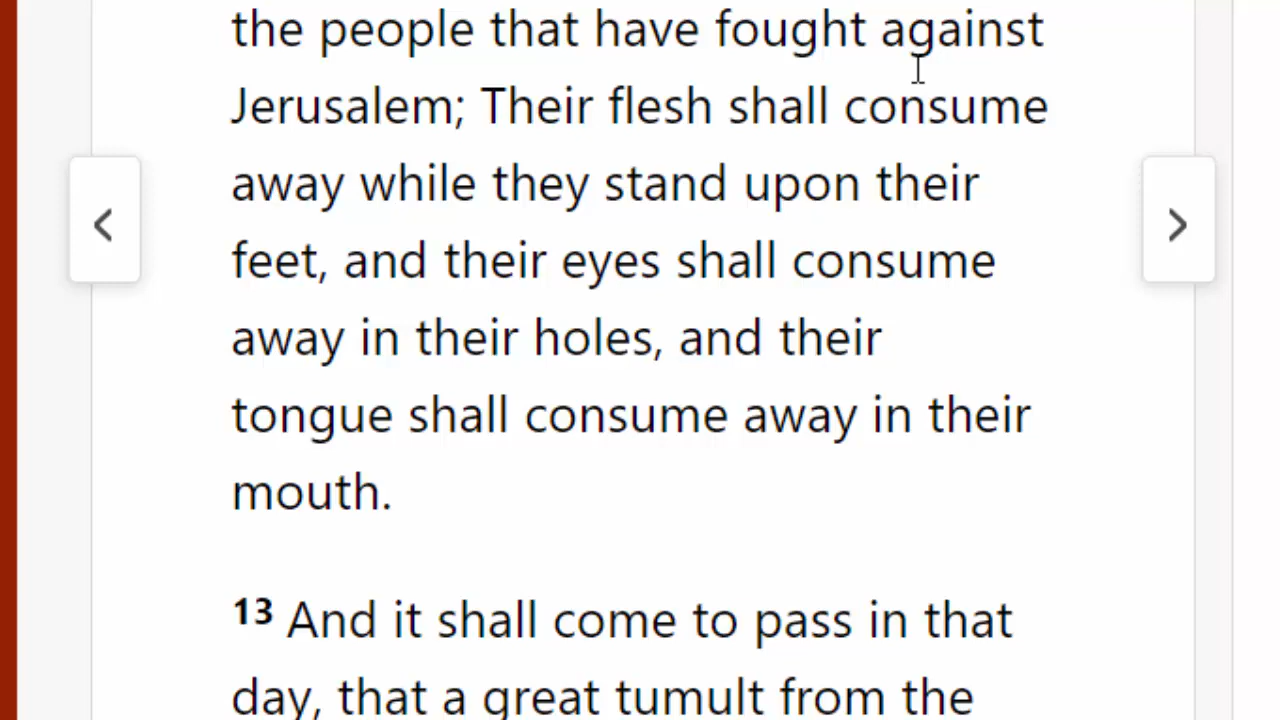 the people that have fought against
Jerusalem; Their flesh shall consume
away while they stand upon their
feet, and their eyes shall consume
away in their holes, and their
tongue shall consume away in their
mouth.
13 And it shall come to pass in that
day, that a great tumult from the